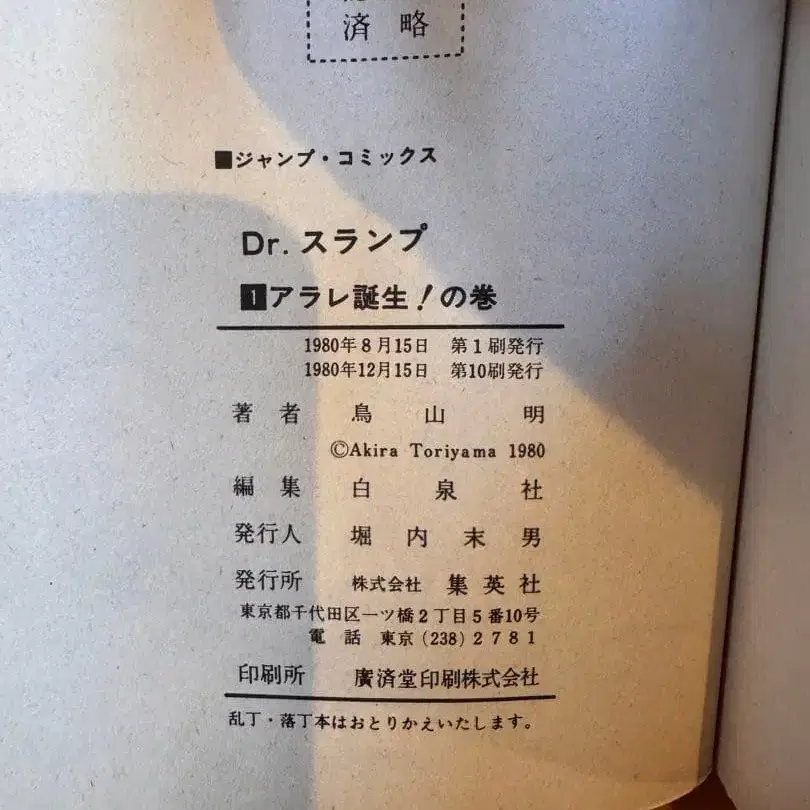 済略
■ジャンプ・コミックス
Dr.スランプ
1アラレ誕生!の巻
1980年8月15日 第1刷発行
1980年12月15日 第10刷発行
著者 鳥山明
©Akira Toriyama 1980
編集 白泉社
発行人 堀内末男
発行所 株式会社 集英社
東京都千代田区一ツ橋2丁目5番10号
電話 東京(238)2781
印刷所 廣済堂印刷株式会社
乱丁・落丁本はおとりかえいたします。